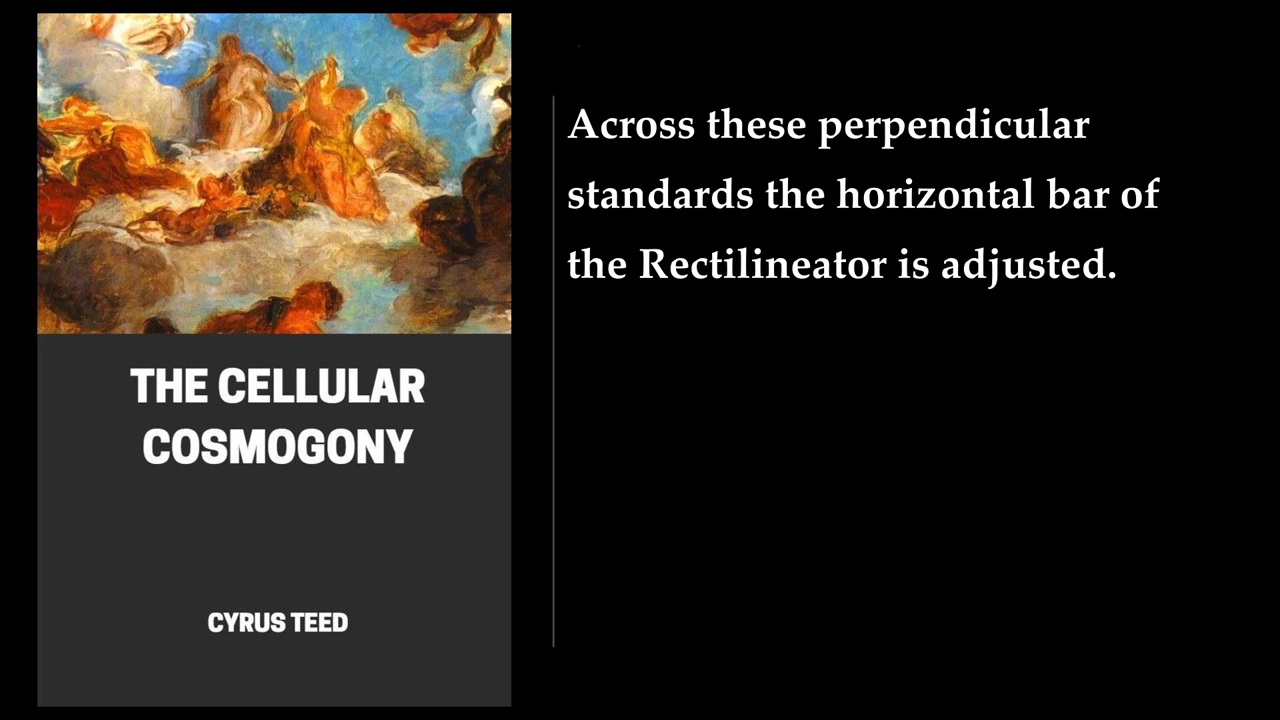 THE CELLULAR
COSMOGONY
CYRUS TEED
Across these perpendicular
standards the horizontal bar of
the Rectilineator is adjusted.